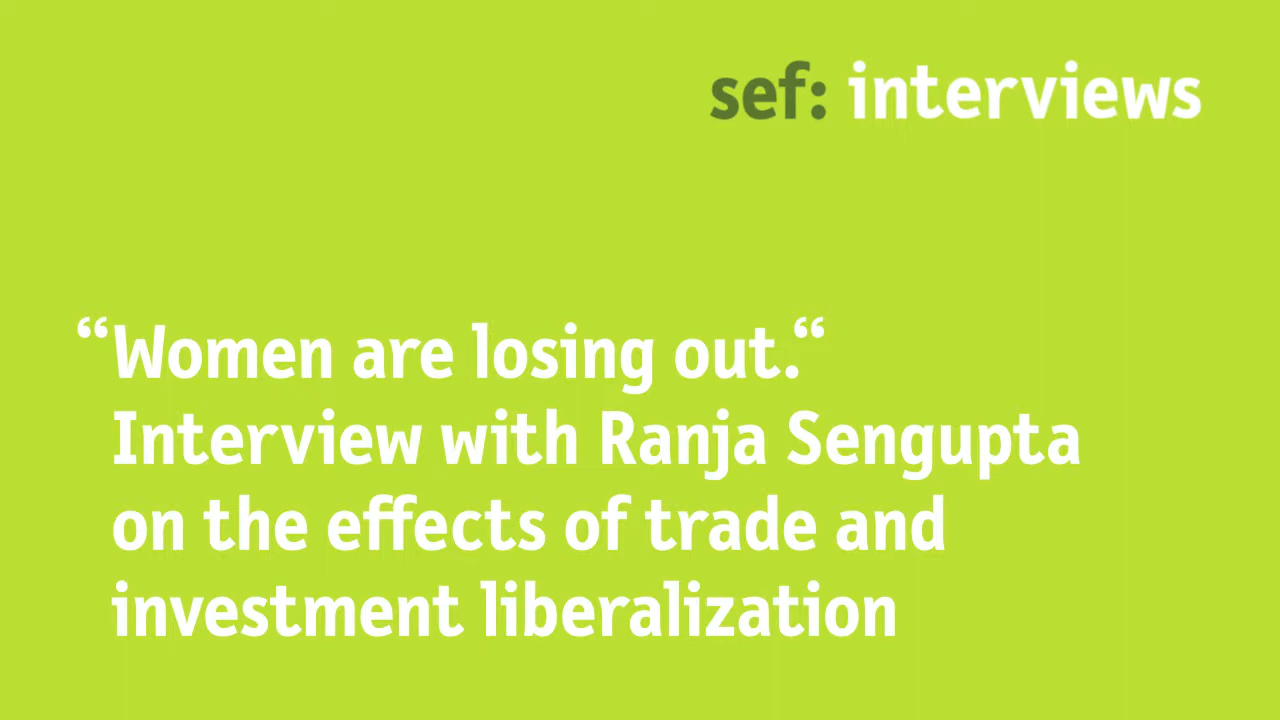 sef: interviews
“Women are losing out.“
Interview with Ranja Sengupta
on the effects of trade and
investment liberalization